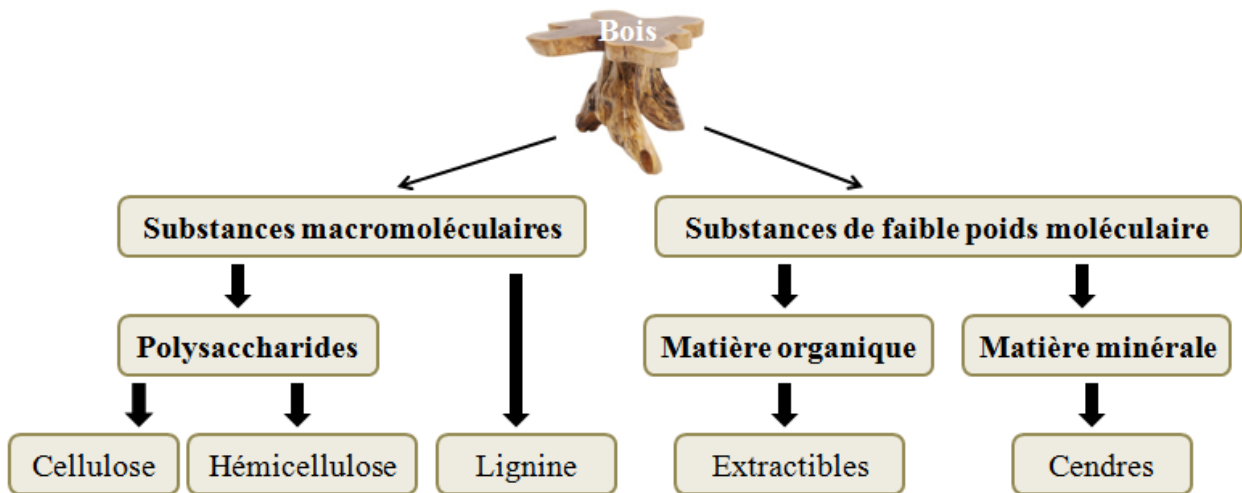 Bois
Substances macromoléculaires
Substances de faible poids moléculaire
Polysaccharides
Matière organique
Matière minérale
Cellulose
Hémicellulose
Lignine
Extractibles
Cendres